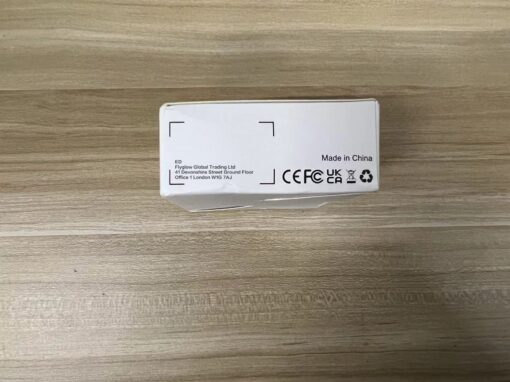 ED
Flyglow Global Trading Ltd
41 Devonshire Street Ground Floor
Office 1 London W1G 7AJ
Made in China
CE FC UK
CA